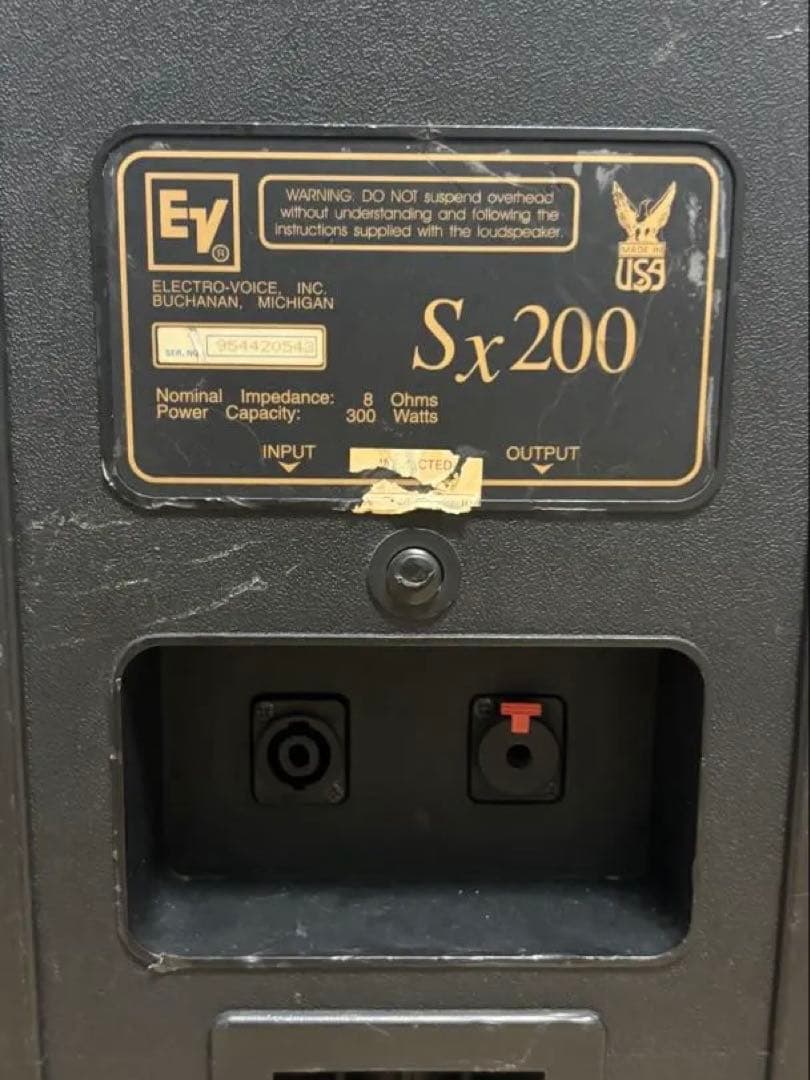 EV®
WARNING: DO NOT suspend overhead
without understanding and following the
instructions supplied with the loudspeaker.
MADE IN
USA
ELECTRO-VOICE, INC.
BUCHANAN, MICHIGAN
Sx200
SER. NO. 954420543
Nominal Impedance: 8 Ohms
Power Capacity: 300 Watts
INPUT
OUTPUT